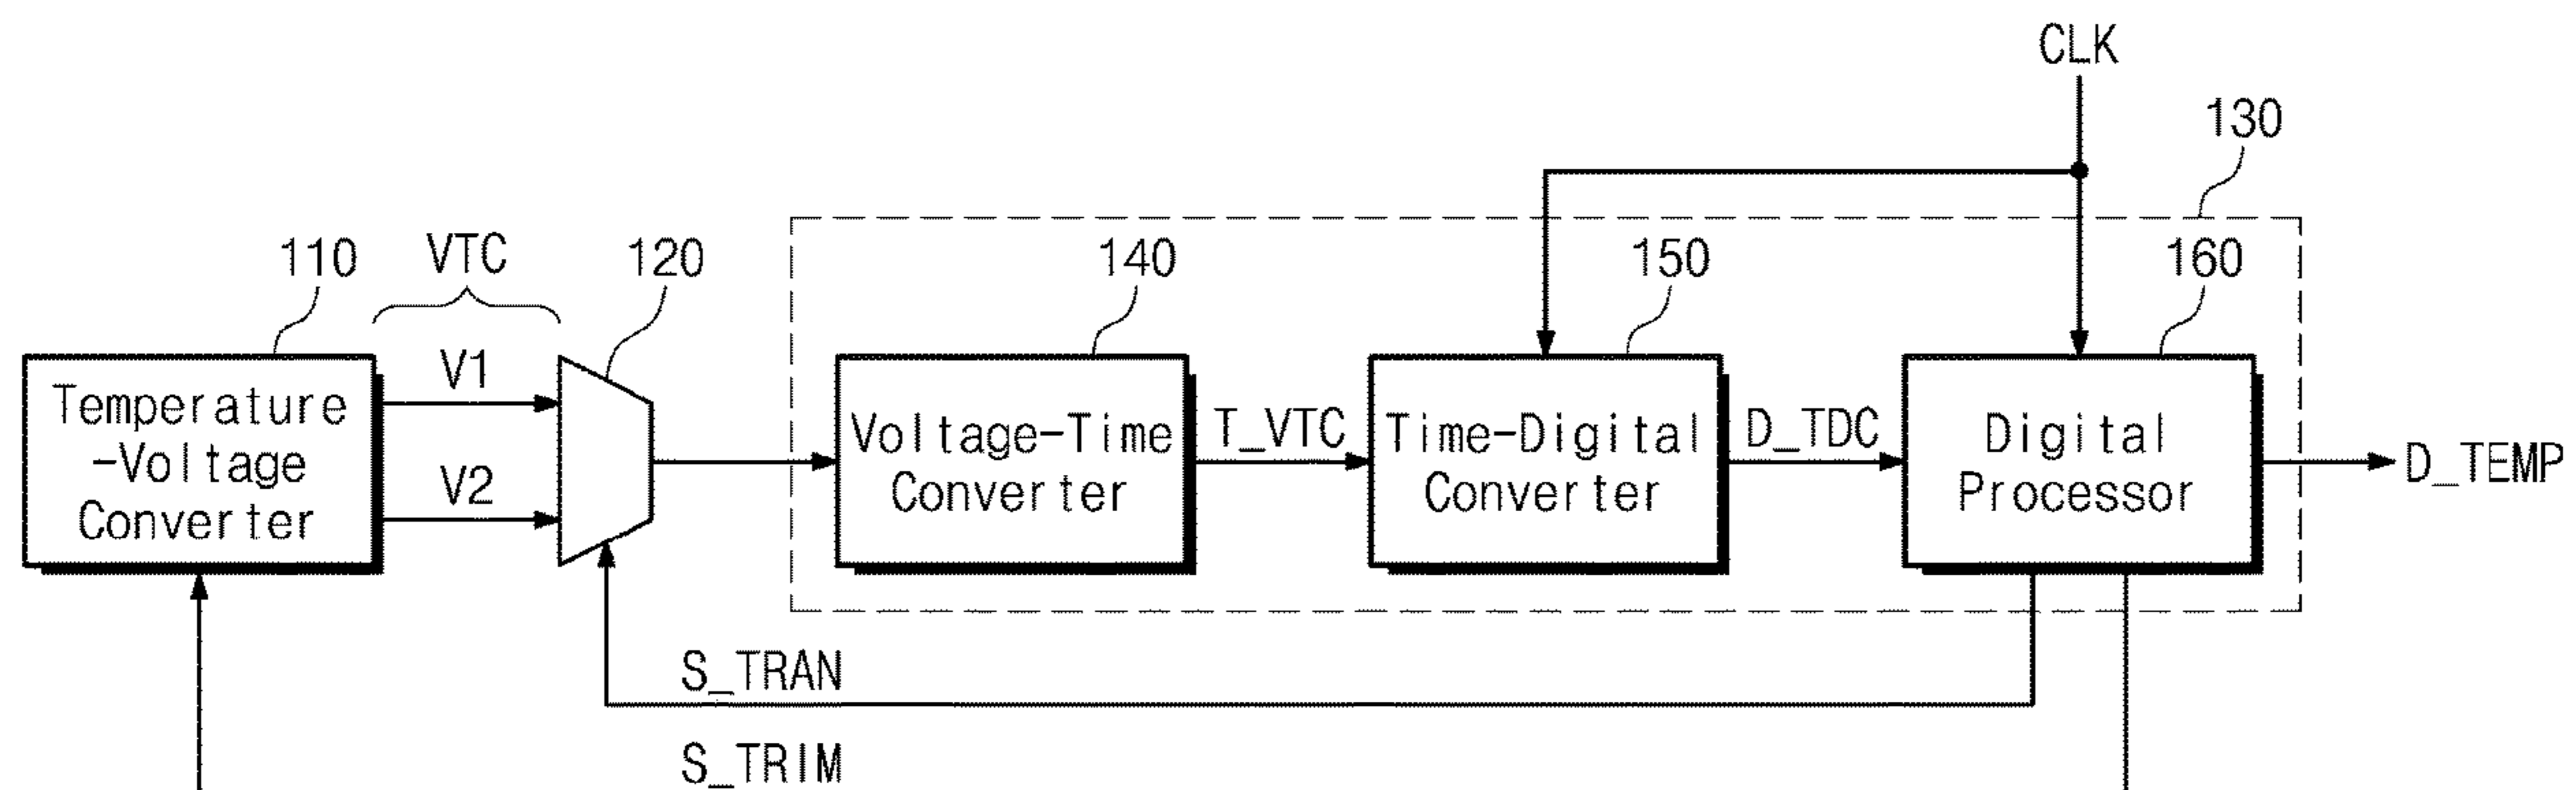 CLK
130
110
VTC
120
140
150
160
V1
V2
Temperature
-Voltage
Converter
Voltage-Time
Converter
T_VTC
Time-Digital
Converter
D_TDC
Digital
Processor
D_TEMP
S_TRAN
S_TRIM